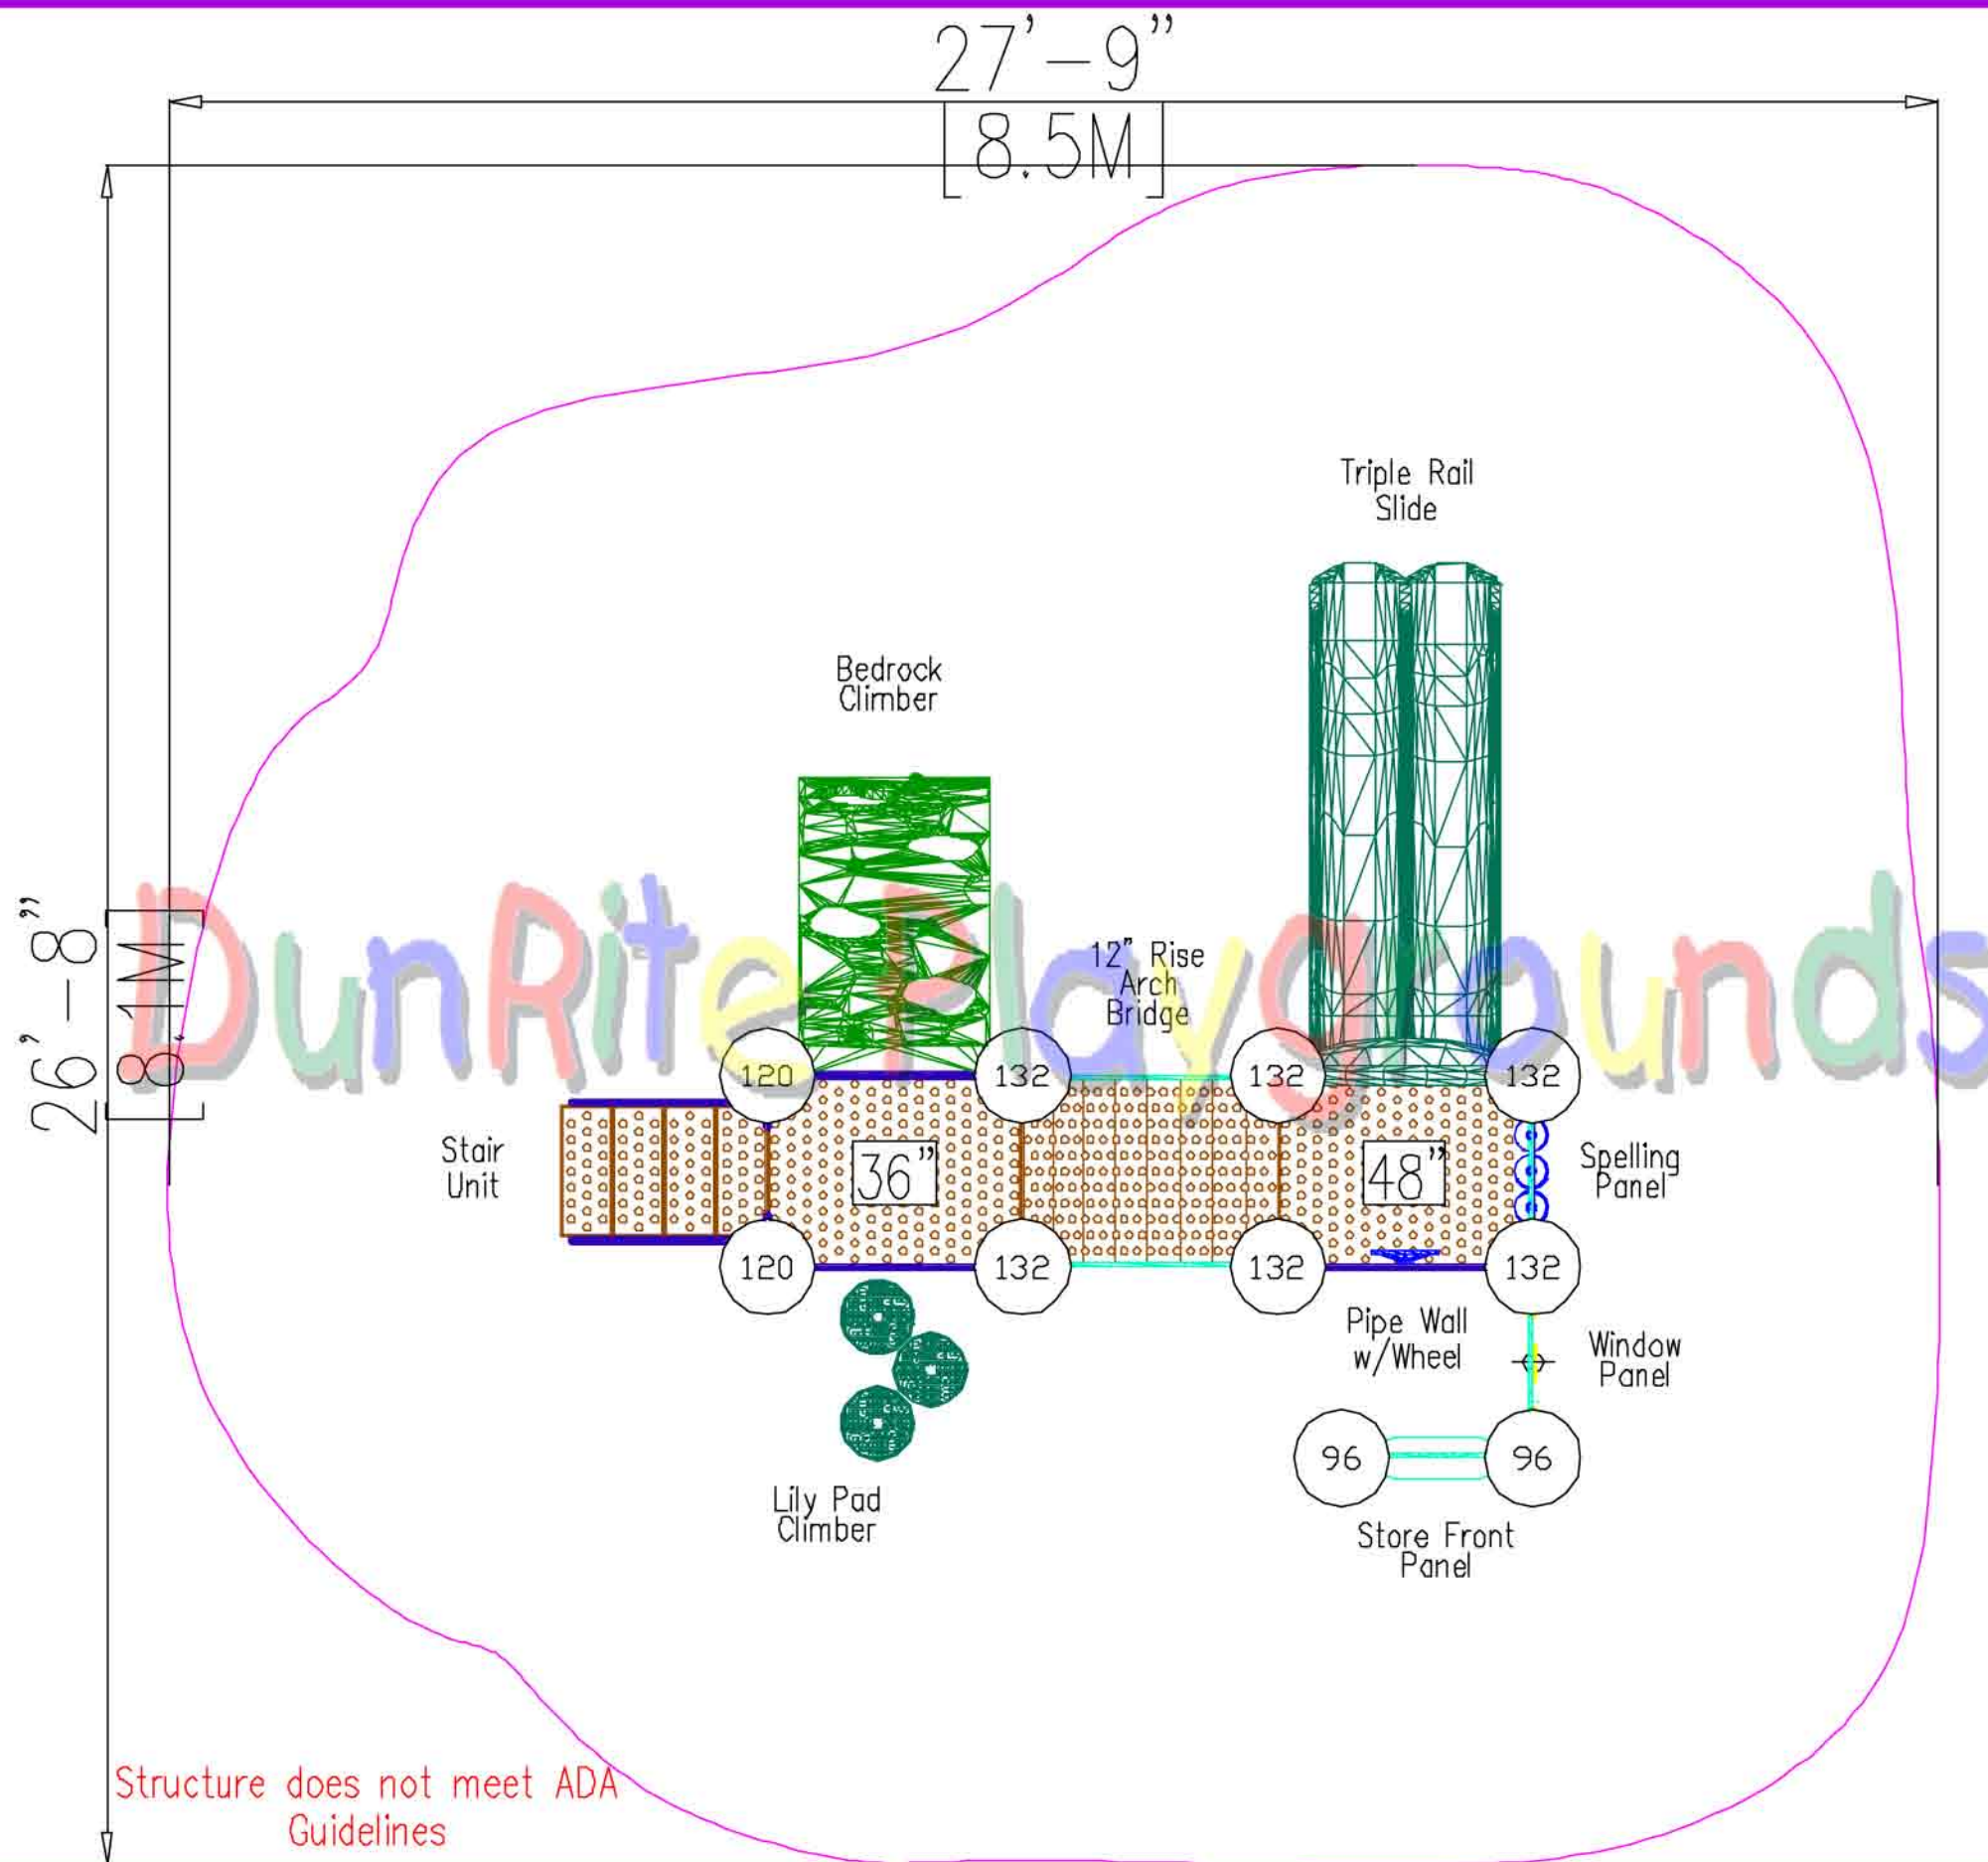 27'-9"
[8.5M]
Triple Rail
Slide
Bedrock
Climber
26'-8"
[8.1M]
12" Rise
Arch
Bridge
DunRite Playgrounds
120
132
132
132
Stair
Unit
36"
48"
Spelling
Panel
120
132
132
132
Pipe Wall
w/Wheel
Window
Panel
96
96
Lily Pad
Climber
Store Front
Panel
Structure does not meet ADA
Guidelines